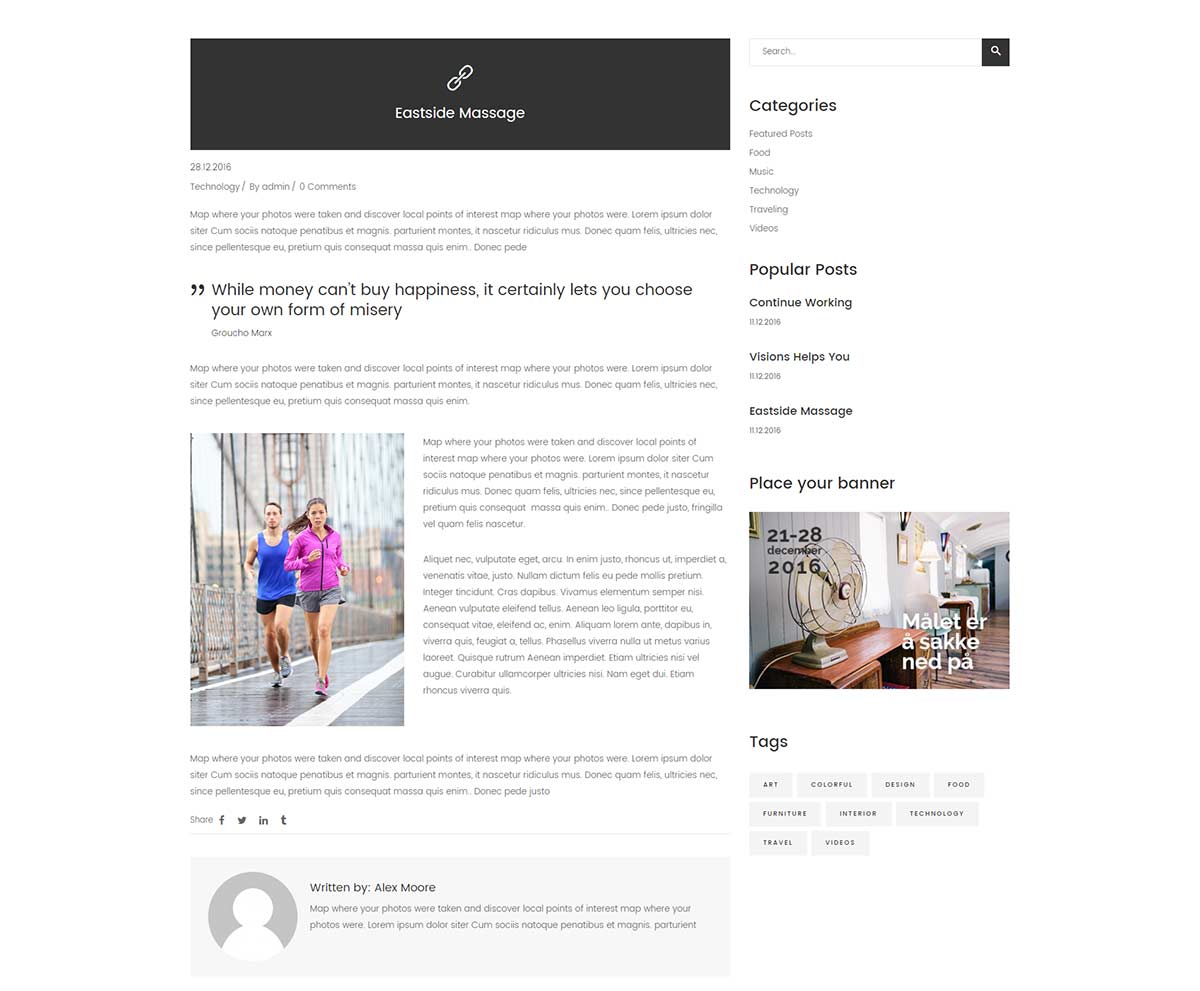 Eastside Massage
28.12.2016
Technology / By admin / 0 Comments
Map where your photos were taken and discover local points of interest map where your photos were. Lorem ipsum dolor
siter Cum sociis natoque penatibus et magnis. parturient montes, it nascetur ridiculus mus. Donec quam felis, ultricies nec,
since pellentesque eu, pretium quis consequat massa quis enim.. Donec pede
” While money can't buy happiness, it certainly lets you choose
your own form of misery
Groucho Marx
Map where your photos were taken and discover local points of interest map where your photos were. Lorem ipsum dolor
siter Cum sociis natoque penatibus et magnis. parturient montes, it nascetur ridiculus mus. Donec quam felis, ultricies nec,
since pellentesque eu, pretium quis consequat massa quis enim.
Map where your photos were taken and discover local points of
interest map where your photos were. Lorem ipsum dolor siter Cum
sociis natoque penatibus et magnis. parturient montes, it nascetur
ridiculus mus. Donec quam felis, ultricies nec, since pellentesque eu,
pretium quis consequat massa quis enim.. Donec pede justo, fringilla
vel quam felis nascetur.
Aliquet nec, vulputate eget, arcu. In enim justo, rhoncus ut, imperdiet a,
venenatis vitae, justo. Nullam dictum felis eu pede mollis pretium.
Integer tincidunt. Cras dapibus. Vivamus elementum semper nisi.
Aenean vulputate eleifend tellus. Aenean leo ligula, porttitor eu,
consequat vitae, eleifend ac, enim. Aliquam lorem ante, dapibus in,
viverra quis, feugiat a, tellus. Phasellus viverra nulla ut metus varius
laoreet. Quisque rutrum Aenean imperdiet. Etiam ultricies nisi vel
augue. Curabitur ullamcorper ultricies nisi. Nam eget dui. Etiam
rhoncus viverra quis.
Map where your photos were taken and discover local points of interest map where your photos were. Lorem ipsum dolor
siter Cum sociis natoque penatibus et magnis. parturient montes, it nascetur ridiculus mus. Donec quam felis, ultricies nec,
since pellentesque eu, pretium quis consequat massa quis enim.. Donec pede justo
Share
Written by: Alex Moore
Map where your photos were taken and discover local points of interest map where your
photos were. Lorem ipsum dolor siter Cum sociis natoque penatibus et magnis. parturient
Search...
Categories
Featured Posts
Food
Music
Technology
Traveling
Videos
Popular Posts
Continue Working
11.12.2016
Visions Helps You
11.12.2016
Eastside Massage
11.12.2016
Place your banner
21-28
december
2016
Målet er
å sakke
ned på
Tags
ART COLORFUL DESIGN FOOD
FURNITURE INTERIOR TECHNOLOGY
TRAVEL VIDEOS